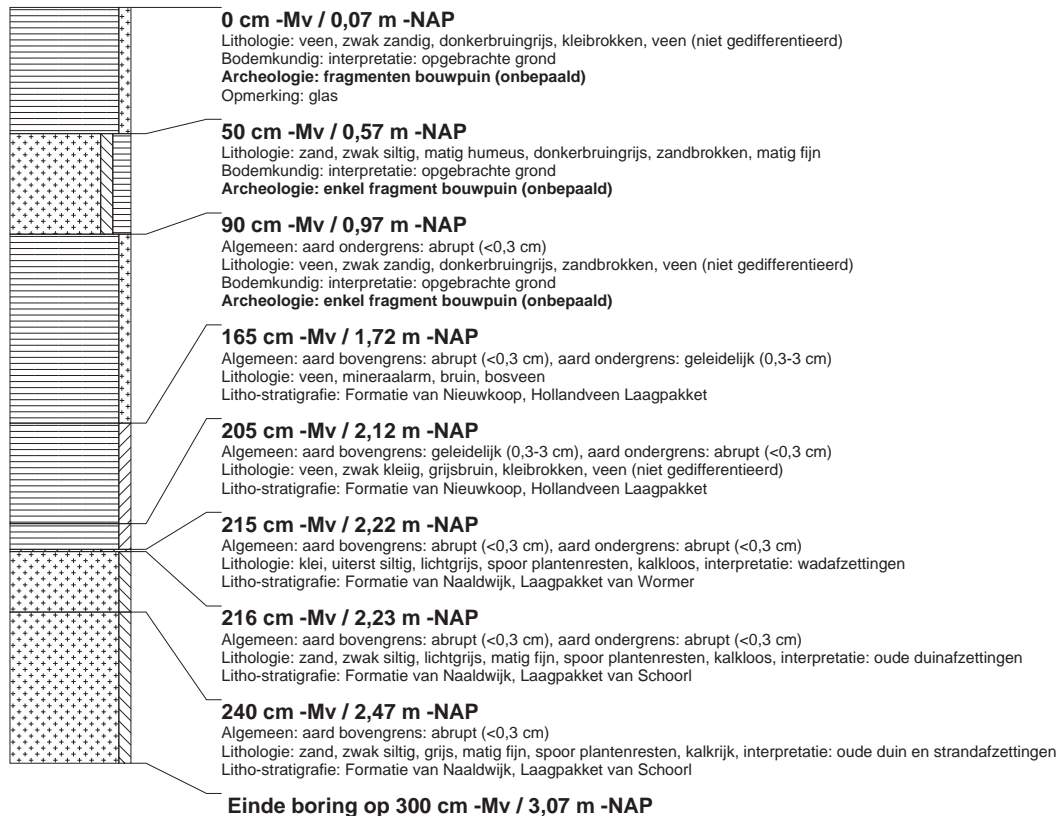 0 cm -Mv / 0,07 m -NAP
Lithologie: veen, zwak zandig, donkerbruingrijs, kleibrokken, veen (niet gedifferentieerd)
Bodemkundig: interpretatie: opgebrachte grond
Archeologie: fragmenten bouwpuin (onbepaald)
Opmerking: glas
50 cm -Mv / 0,57 m -NAP
Lithologie: zand, zwak siltig, matig humeus, donkerbruingrijs, zandbrokken, matig fijn
Bodemkundig: interpretatie: opgebrachte grond
Archeologie: enkel fragment bouwpuin (onbepaald)
90 cm -Mv / 0,97 m -NAP
Algemeen: aard ondergrens: abrupt (<0,3 cm)
Lithologie: veen, zwak zandig, donkerbruingrijs, zandbrokken, veen (niet gedifferentieerd)
Bodemkundig: interpretatie: opgebrachte grond
Archeologie: enkel fragment bouwpuin (onbepaald)
165 cm -Mv / 1,72 m -NAP
Algemeen: aard bovengrens: abrupt (<0,3 cm), aard ondergrens: geleidelijk (0,3-3 cm)
Lithologie: veen, mineraalarm, bruin, bosveen
Litho-stratigrafie: Formatie van Nieuwkoop, Hollandveen Laagpakket
205 cm -Mv / 2,12 m -NAP
Algemeen: aard bovengrens: geleidelijk (0,3-3 cm), aard ondergrens: abrupt (<0,3 cm)
Lithologie: veen, zwak kleiig, grijsbruin, kleibrokken, veen (niet gedifferentieerd)
Litho-stratigrafie: Formatie van Nieuwkoop, Hollandveen Laagpakket
215 cm -Mv / 2,22 m -NAP
Algemeen: aard bovengrens: abrupt (<0,3 cm), aard ondergrens: abrupt (<0,3 cm)
Lithologie: klei, uiterst siltig, lichtgrijs, spoor plantenresten, kalkloos, interpretatie: wadafzettingen
Litho-stratigrafie: Formatie van Naaldwijk, Laagpakket van Wormer
216 cm -Mv / 2,23 m -NAP
Algemeen: aard bovengrens: abrupt (<0,3 cm), aard ondergrens: abrupt (<0,3 cm)
Lithologie: zand, zwak siltig, lichtgrijs, matig fijn, spoor plantenresten, kalkloos, interpretatie: oude duinafzettingen
Litho-stratigrafie: Formatie van Naaldwijk, Laagpakket van Schoorl
240 cm -Mv / 2,47 m -NAP
Algemeen: aard bovengrens: abrupt (<0,3 cm)
Lithologie: zand, zwak siltig, grijs, matig fijn, spoor plantenresten, kalkrijk, interpretatie: oude duin en strandafzettingen
Litho-stratigrafie: Formatie van Naaldwijk, Laagpakket van Schoorl
Einde boring op 300 cm -Mv / 3,07 m -NAP